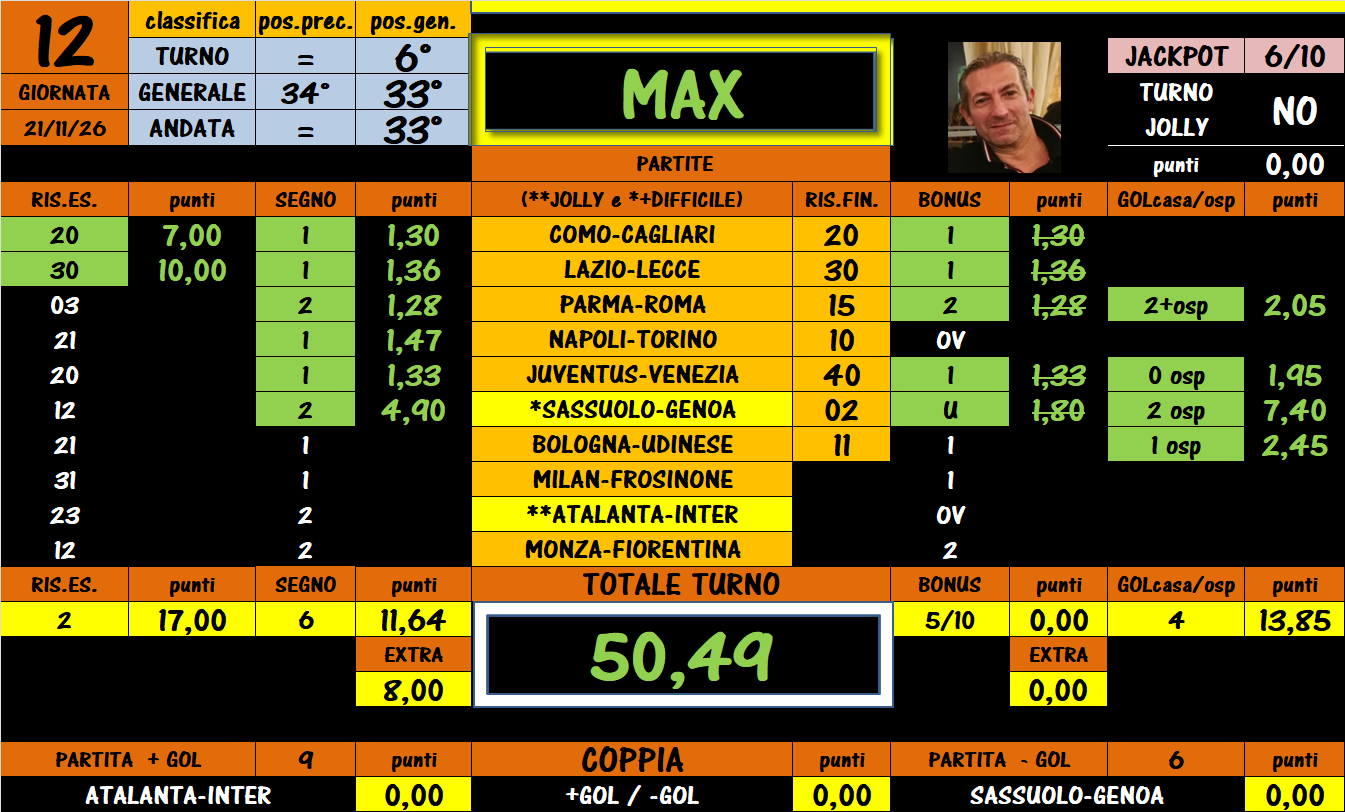 12 classifica pos.prec. pos.gen.
TURNO = 6°
GIORNATA GENERALE 34° 33°
21/11/26 ANDATA = 33°
MAX
JACKPOT 6/10
TURNO JOLLY NO
punti 0,00
PARTITE
RIS.ES. punti SEGNO punti (**JOLLY e *+DIFFICILE) RIS.FIN. BONUS punti GOLcasa/osp punti
20 7,00 1 1,30 COMO-CAGLIARI 20 1 1,30
30 10,00 1 1,36 LAZIO-LECCE 30 1 1,36
03 2 1,28 PARMA-ROMA 15 2 1,28 2+osp 2,05
21 1 1,47 NAPOLI-TORINO 10 OV
20 1 1,33 JUVENTUS-VENEZIA 40 1 1,33 0 osp 1,95
12 2 4,90 *SASSUOLO-GENOA 02 U 1,80 2 osp 7,40
21 1 BOLOGNA-UDINESE 11 1 1 osp 2,45
31 1 MILAN-FROSINONE 1
23 2 **ATALANTA-INTER OV
12 2 MONZA-FIORENTINA 2
RIS.ES. punti SEGNO punti TOTALE TURNO BONUS punti GOLcasa/osp punti
2 17,00 6 11,64 50,49 5/10 0,00 4 13,85
EXTRA EXTRA
8,00 0,00
PARTITA + GOL 9 punti COPPIA punti PARTITA - GOL 6 punti
ATALANTA-INTER 0,00 +GOL / -GOL 0,00 SASSUOLO-GENOA 0,00